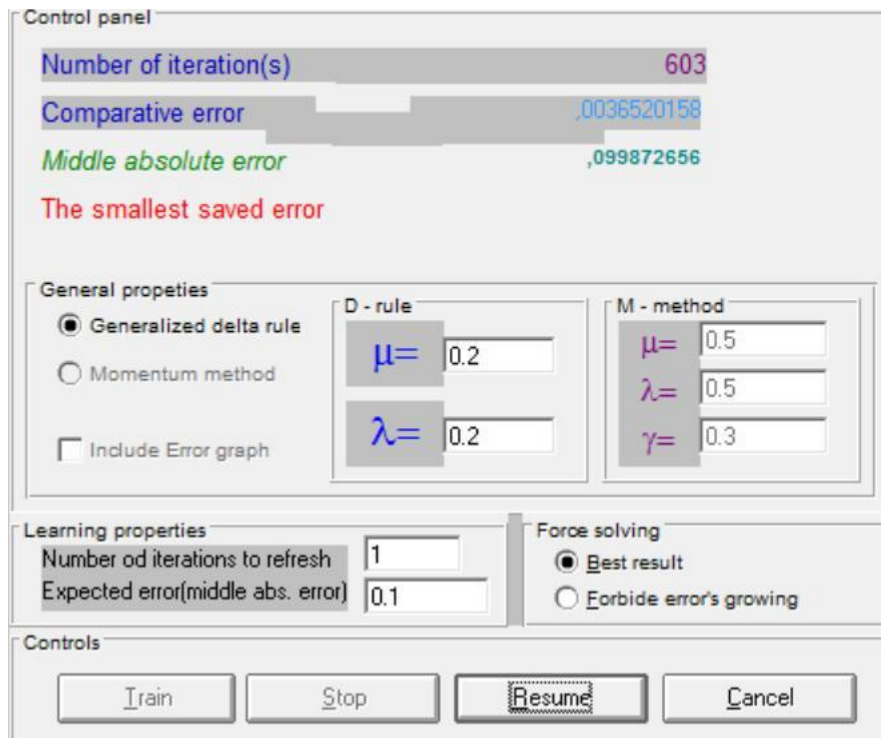 Control panel
Number of iteration(s) 603
Comparative error ,0036520158
Middle absolute error ,099872656
The smallest saved error
General propeties
Generalized delta rule
Momentum method
Include Error graph
D - rule
μ= 0.2
λ= 0.2
M - method
μ= 0.5
λ= 0.5
γ= 0.3
Learning properties
Number od iterations to refresh 1
Expected error(middle abs. error) 0.1
Force solving
Best result
Forbide error's growing
Controls
Train Stop Resume Cancel